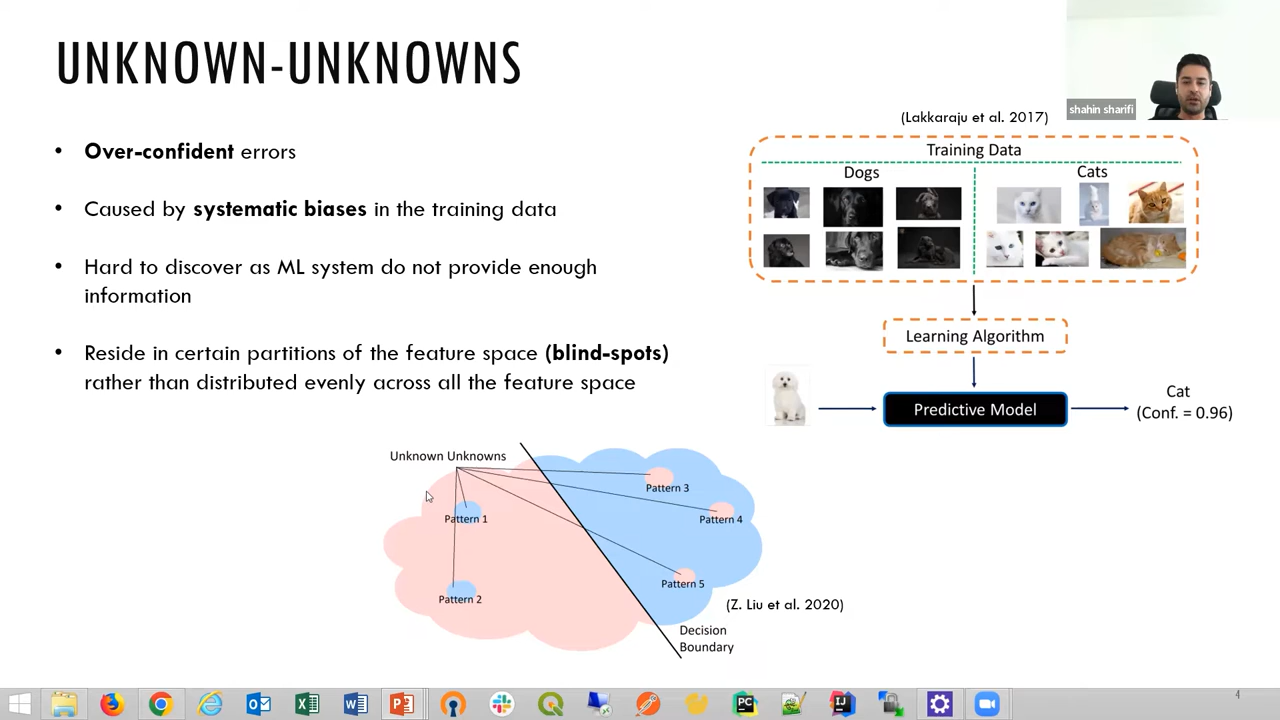 UNKNOWN-UNKNOWNS
shahin sharifi
• Over-confident errors
• Caused by systematic biases in the training data
• Hard to discover as ML system do not provide enough
information
• Reside in certain partitions of the feature space (blind-spots)
rather than distributed evenly across all the feature space
(Lakkaraju et al. 2017)
Training Data
Dogs
Cats
Learning Algorithm
Predictive Model
Cat
(Conf. = 0.96)
Unknown Unknowns
Pattern 1
Pattern 2
Pattern 3
Pattern 4
Pattern 5
(Z. Liu et al. 2020)
Decision
Boundary
4
PC
IJ